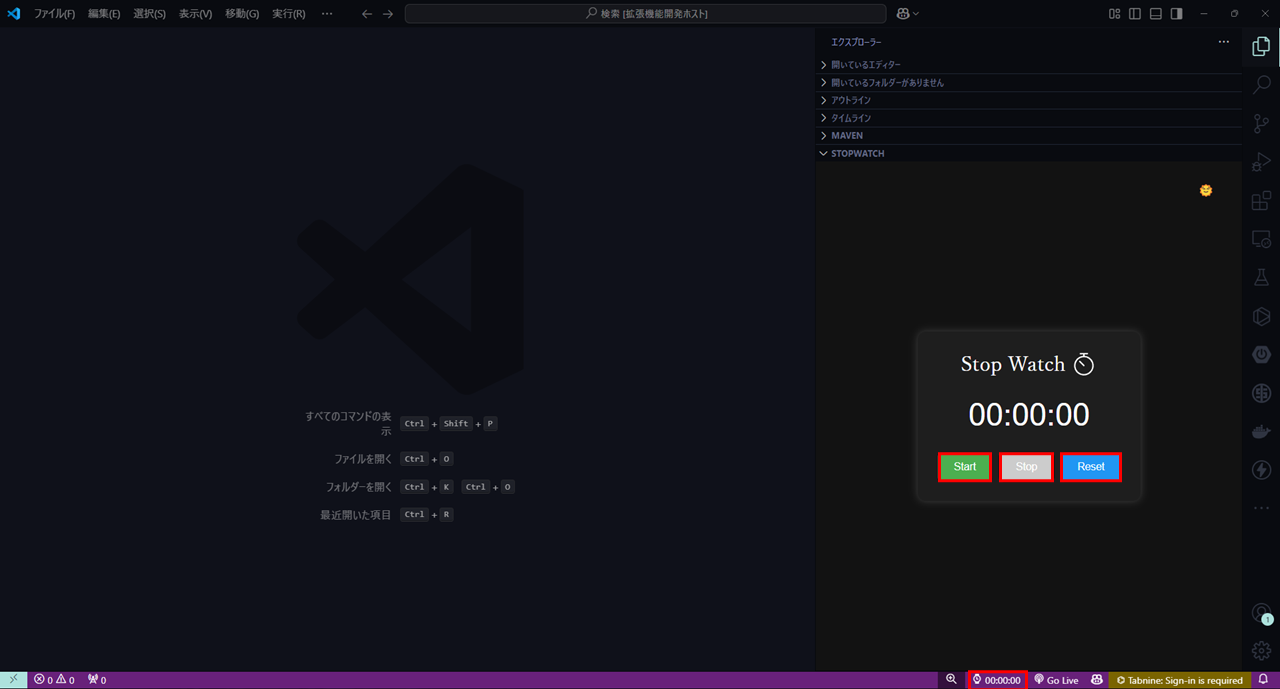 ファイル(F) 編集(E) 選択(S) 表示(V) 移動(G) 実行(R) ··· 検索 [拡張機能開発ホスト]
エクスプローラー
開いているエディター
開いているフォルダーがありません
アウトライン
タイムライン
MAVEN
STOPWATCH
Stop Watch
00:00:00
Start Stop Reset
すべてのコマンドの表
示 Ctrl + Shift + P
ファイルを開く Ctrl + O
フォルダーを開く Ctrl + K Ctrl + O
最近開いた項目 Ctrl + R
1
0 0 0 00:00:00 Go Live Tabnine: Sign-in is required